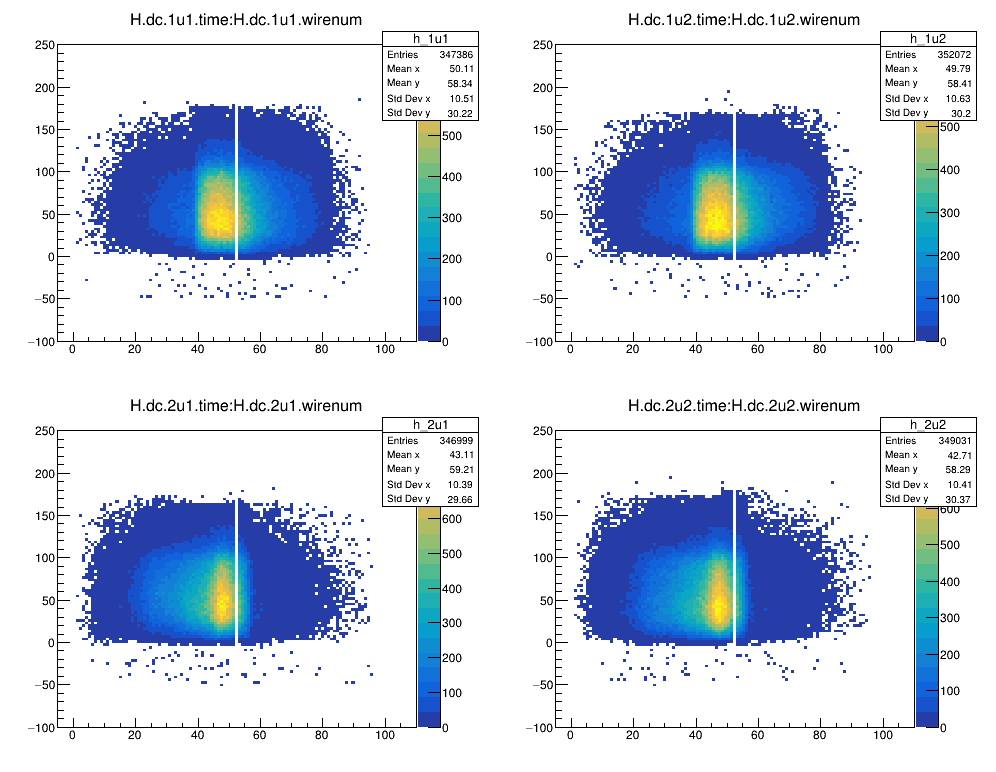 H.dc.1u1.time:H.dc.1u1.wirenum
h_1u1
Entries 347386
Mean x 50.11
Mean y 58.34
Std Dev x 10.51
Std Dev y 30.22
250
200
150
100
50
0
−50
−100
0 20 40 60 80 100
500
400
300
200
100
0
H.dc.1u2.time:H.dc.1u2.wirenum
h_1u2
Entries 352072
Mean x 49.79
Mean y 58.41
Std Dev x 10.63
Std Dev y 30.2
250
200
150
100
50
0
−50
−100
0 20 40 60 80 100
500
400
300
200
100
0
H.dc.2u1.time:H.dc.2u1.wirenum
h_2u1
Entries 346999
Mean x 43.11
Mean y 59.21
Std Dev x 10.39
Std Dev y 29.66
250
200
150
100
50
0
−50
−100
0 20 40 60 80 100
600
500
400
300
200
100
0
H.dc.2u2.time:H.dc.2u2.wirenum
h_2u2
Entries 349031
Mean x 42.71
Mean y 58.29
Std Dev x 10.41
Std Dev y 30.37
250
200
150
100
50
0
−50
−100
0 20 40 60 80 100
600
500
400
300
200
100
0